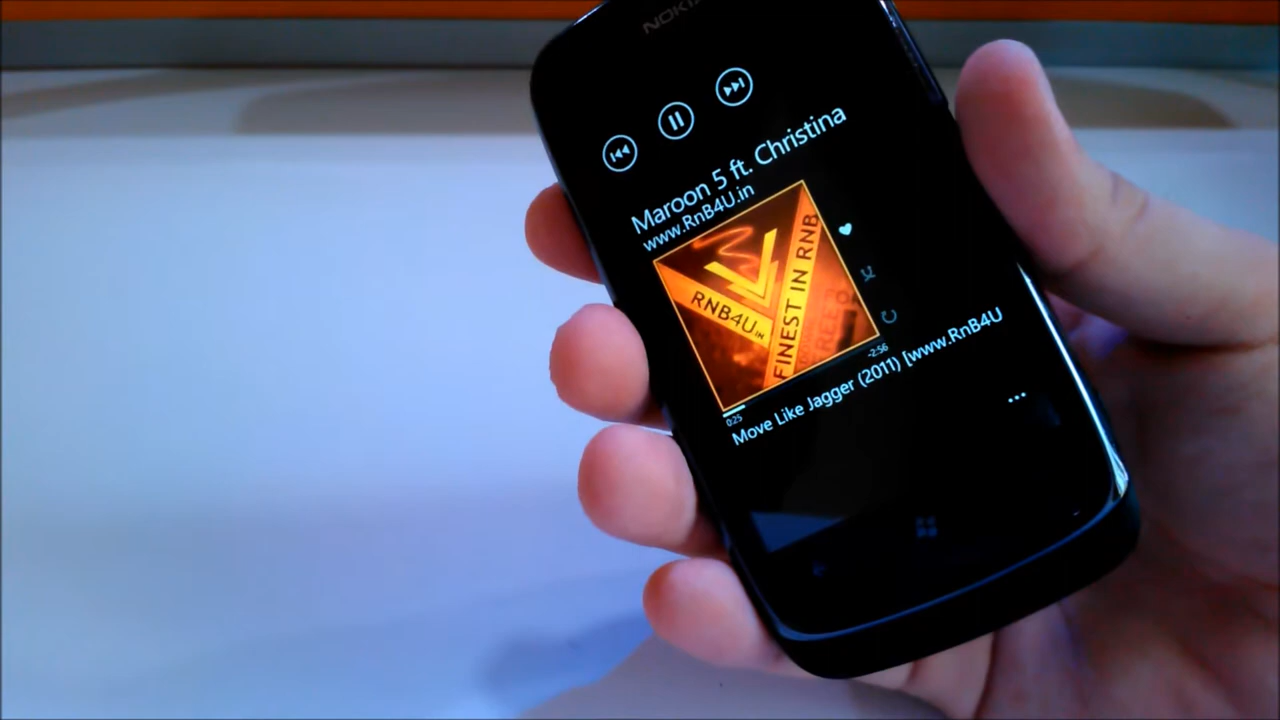 NOKIA
Maroon 5 ft. Christina
www.RnB4U.in
RNB4U.IN
FINEST IN RNB
FREE
0:25
-2:56
Move Like Jagger (2011) [www.RnB4U
...